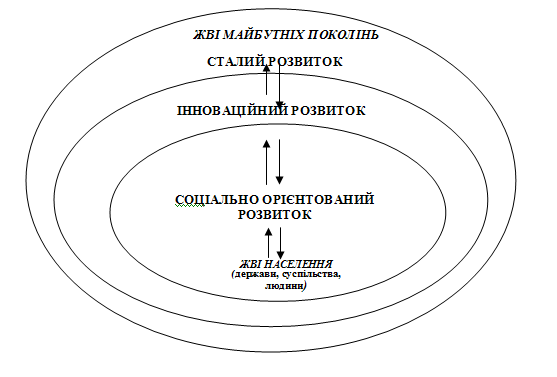 ЖВІ МАЙБУТНІХ ПОКОЛІНЬ
СТАЛИЙ РОЗВИТОК
ІННОВАЦІЙНИЙ РОЗВИТОК
СОЦІАЛЬНО ОРІЄНТОВАНИЙ
РОЗВИТОК
ЖВІ НАСЕЛЕННЯ
(держави, суспільства,
людини)